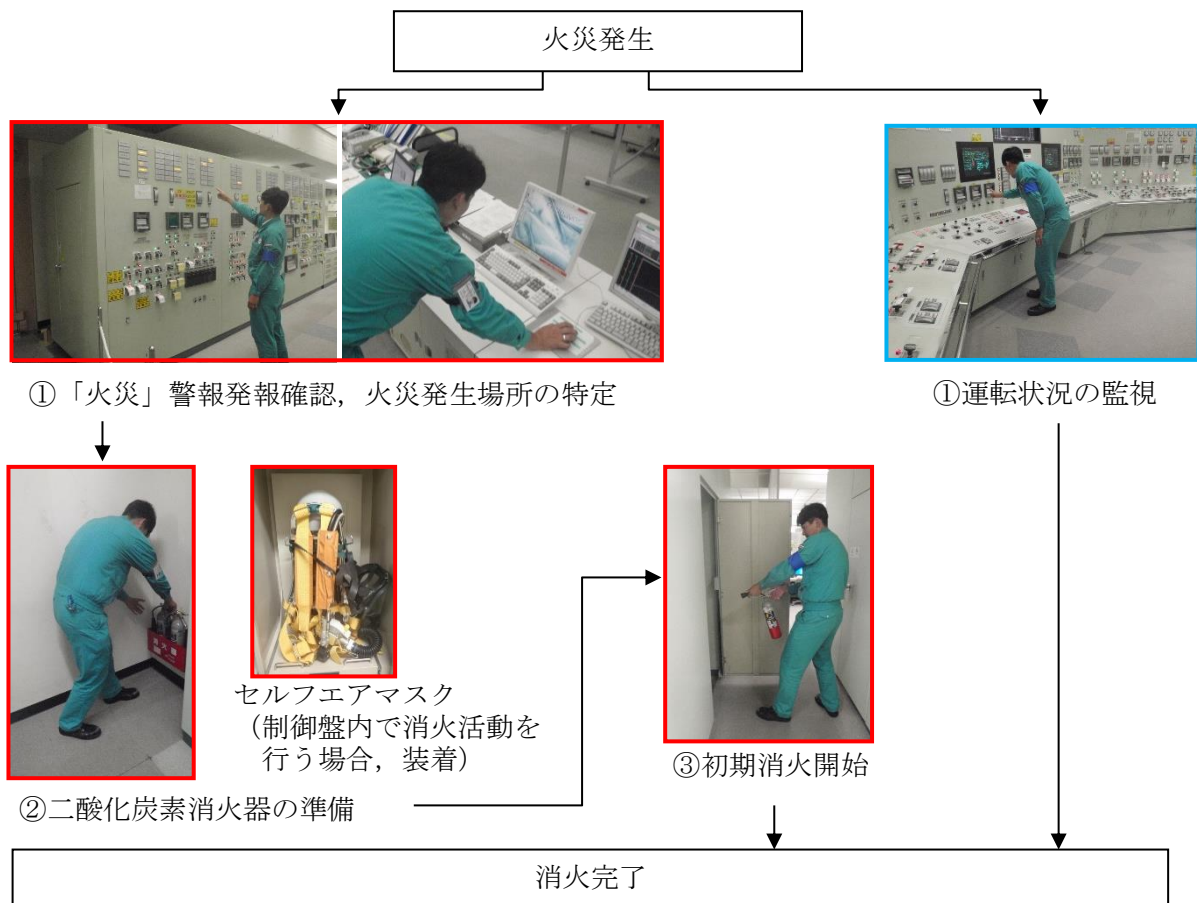 火災発生
①「火災」警報発報確認，火災発生場所の特定
①運転状況の監視
セルフエアマスク
（制御盤内で消火活動を
行う場合，装着）
②二酸化炭素消火器の準備
③初期消火開始
消火完了